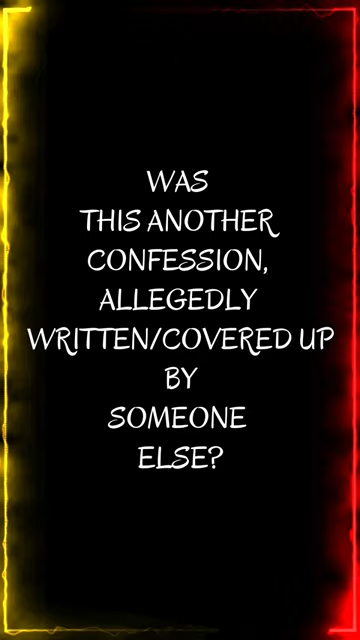 WAS
THIS ANOTHER
CONFESSION,
ALLEGEDLY
WRITTEN/COVERED UP
BY
SOMEONE
ELSE?